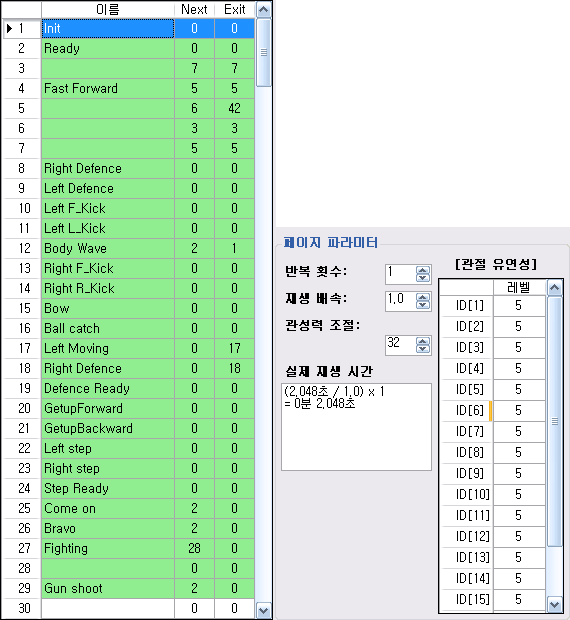 이름 Next Exit
1 Init 0 0
2 Ready 0 0
3 7 7
4 Fast Forward 5 5
5 6 42
6 3 3
7 5 5
8 Right Defence 0 0
9 Left Defence 0 0
10 Left F_Kick 0 0
11 Left L_Kick 0 0
12 Body Wave 2 1
13 Right F_Kick 0 0
14 Right R_Kick 0 0
15 Bow 0 0
16 Ball catch 0 0
17 Left Moving 0 17
18 Right Defence 0 18
19 Defence Ready 0 0
20 GetupForward 0 0
21 GetupBackward 0 0
22 Left step 0 0
23 Right step 0 0
24 Step Ready 0 0
25 Come on 2 0
26 Bravo 2 0
27 Fighting 28 0
28 0 0
29 Gun shoot 2 0
30 0 0
페이지 파라미터
반복 횟수: 1
재생 배속: 1.0
관성력 조절:
32
실제 재생 시간
(2.048초 / 1.0) x 1
= 0분 2.048초
[관절 유연성]
레벨
ID[1] 5
ID[2] 5
ID[3] 5
ID[4] 5
ID[5] 5
ID[6] 5
ID[7] 5
ID[8] 5
ID[9] 5
ID[10] 5
ID[11] 5
ID[12] 5
ID[13] 5
ID[14] 5
ID[15] 5